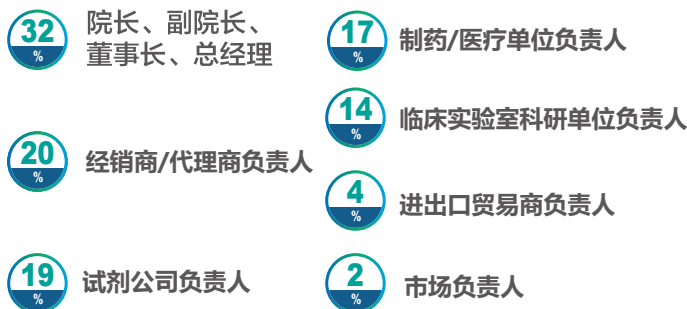 32
%
院长、副院长、
董事长、总经理
20
%
经销商/代理商负责人
19
%
试剂公司负责人
17
%
制药/医疗单位负责人
14
%
临床实验室科研单位负责人
4
%
进出口贸易商负责人
2
%
市场负责人